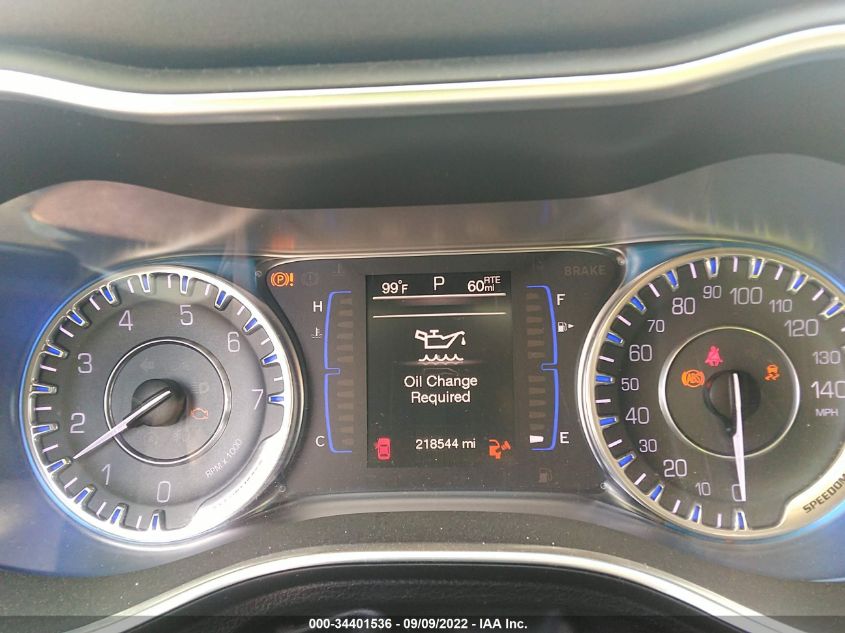 P! BRAKE
99°F P 60 RTE mi
H F
Oil Change
Required
C E
218544 mi
0 1 2 3 4 5 6 7
RPM x 1000
0 10 20 30 40 50 60 70 80 90 100 110 120 130 140
MPH
ABS
SPEEDOM
000-34401536 - 09/09/2022 - IAA Inc.